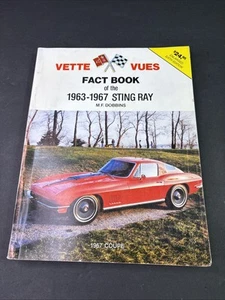 VETTE VUES
FACT BOOK
of the
1963-1967 STING RAY
M.F. DOBBINS
1967 COUPE